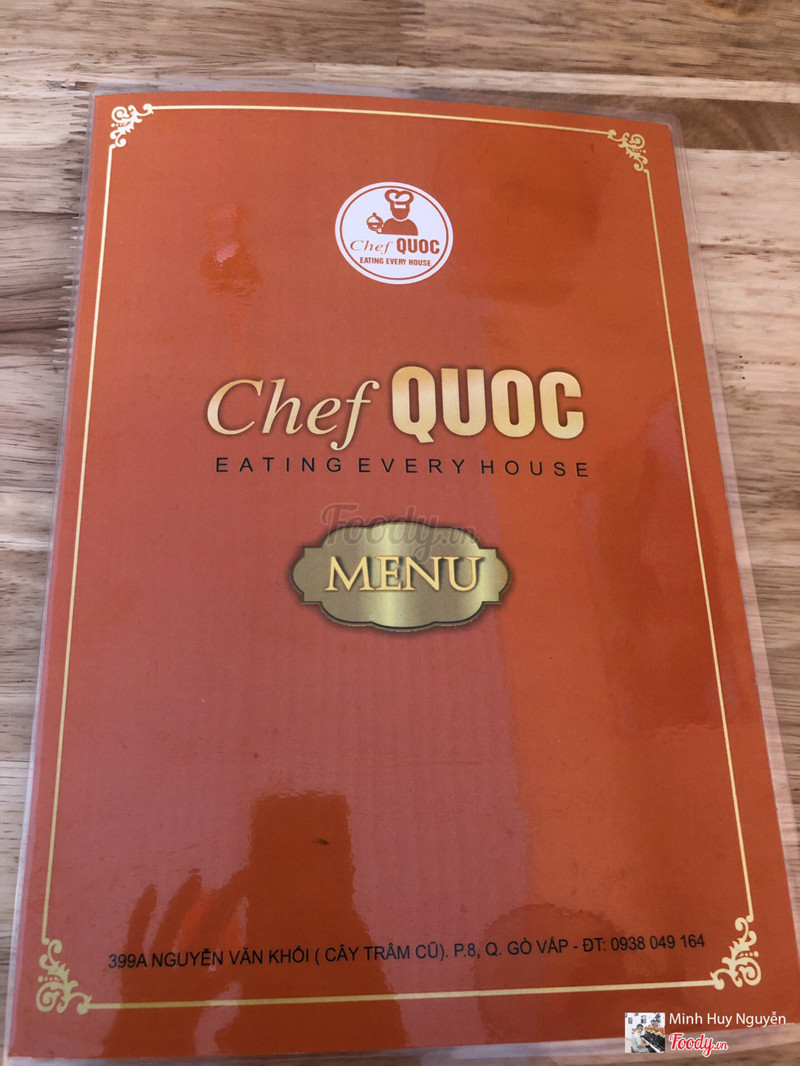 Chef QUOC
EATING EVERY HOUSE
Chef QUOC
EATING EVERY HOUSE
Foody.vn
MENU
399A NGUYỄN VĂN KHỐI ( CÂY TRÂM CŨ). P.8, Q. GÒ VẤP - ĐT: 0938 049 164
Minh Huy Nguyễn
Foody.vn